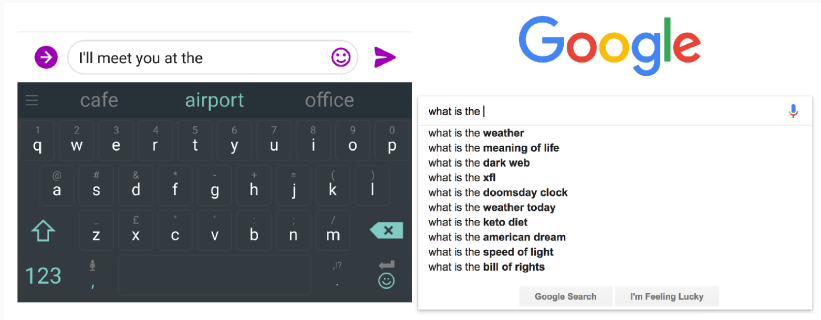 I'll meet you at the
cafe airport office
1 2 3 4 5 6 7 8 9 0
q w e r t y u i o p
@ # & * - + = ( )
a s d f g h j k l
_ £ " ' : ; /
z x c v b n m
123 , ,!? .
Google
what is the
what is the weather
what is the meaning of life
what is the dark web
what is the xfl
what is the doomsday clock
what is the weather today
what is the keto diet
what is the american dream
what is the speed of light
what is the bill of rights
Google Search I'm Feeling Lucky